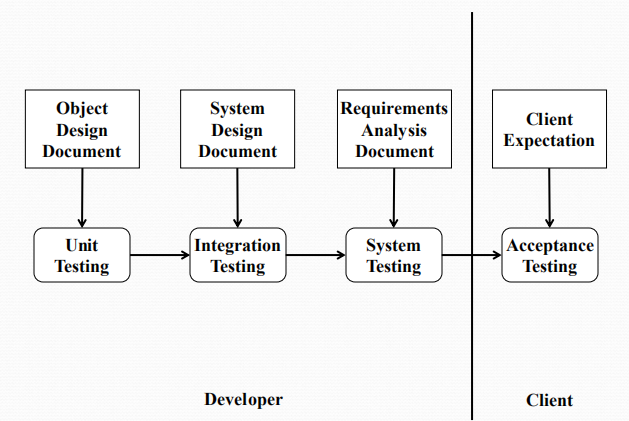 Object
Design
Document
System
Design
Document
Requirements
Analysis
Document
Client
Expectation
Unit
Testing
Integration
Testing
System
Testing
Acceptance
Testing
Developer
Client